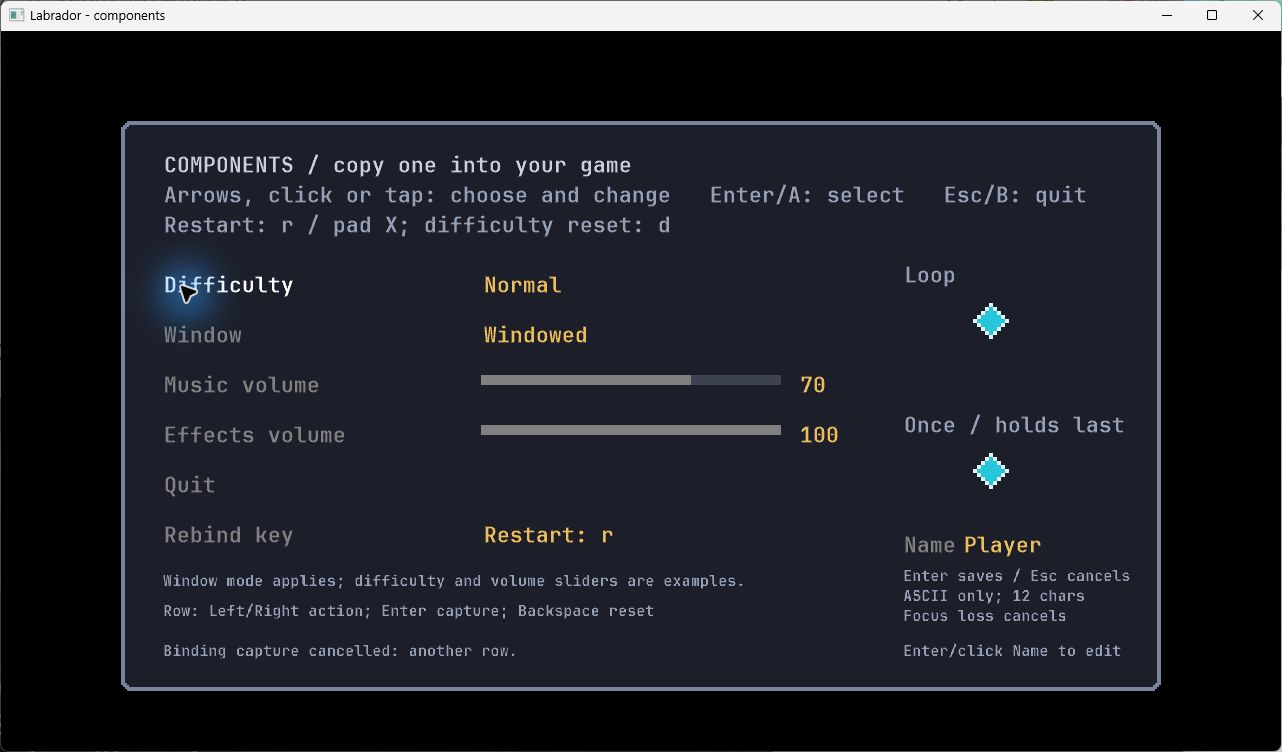 Labrador - components
COMPONENTS / copy one into your game
Arrows, click or tap: choose and change   Enter/A: select   Esc/B: quit
Restart: r / pad X; difficulty reset: d
Difficulty   Normal
Window   Windowed
Music volume   70
Effects volume   100
Quit
Rebind key   Restart: r
Window mode applies; difficulty and volume sliders are examples.
Row: Left/Right action; Enter capture; Backspace reset
Binding capture cancelled: another row.
Loop
Once / holds last
Name Player
Enter saves / Esc cancels
ASCII only; 12 chars
Focus loss cancels
Enter/click Name to edit